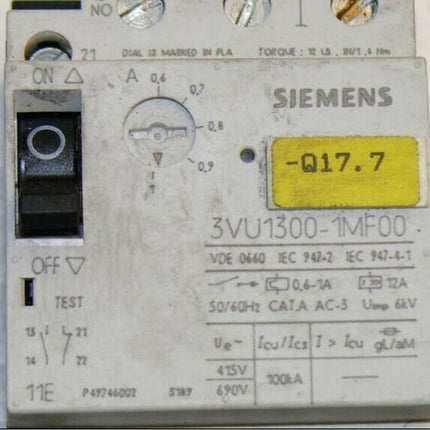 NO
21 DIAL IS MARKED IN FLA TORQUE: 12 LB. IN/1,4 Nm
ON A 0,6
0,7
0,8
0,9
1
SIEMENS
-Q17.7
3VU1300-1MF00
VDE 0660 IEC 947-2 IEC 947-4-1
0,6-1A 12A
50/60Hz CAT.A AC-3 Uimp 6kV
OFF
TEST
13 21
14 22
Ue~ Icu/Ics I > Icu gL/aM
415V
690V 100kA
11E P49746002 S189